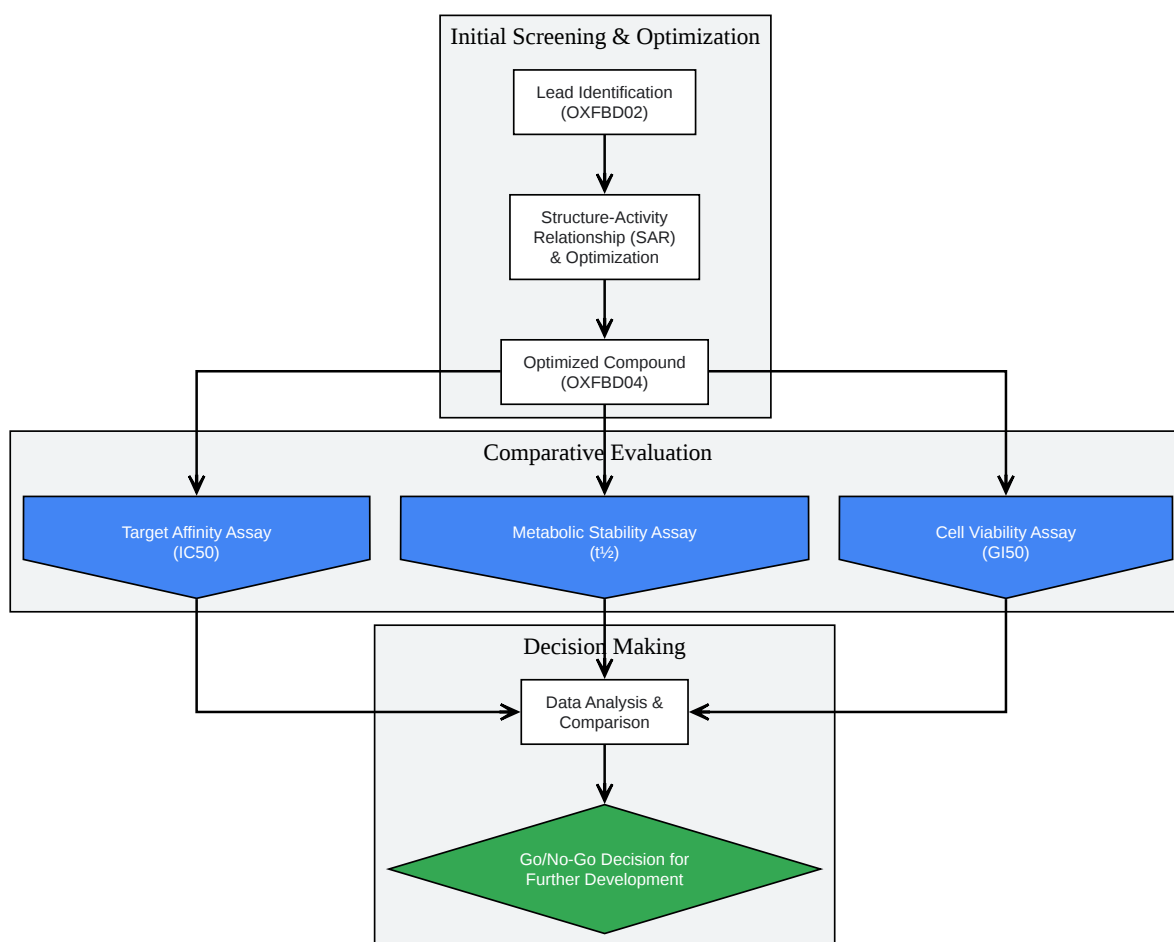 Initial Screening & Optimization
Lead Identification
(OXFBD02)
Structure-Activity
Relationship (SAR)
& Optimization
Optimized Compound
(OXFBD04)
Comparative Evaluation
Target Affinity Assay
(IC50)
Metabolic Stability Assay
(t½)
Cell Viability Assay
(GI50)
Decision Making
Data Analysis &
Comparison
Go/No-Go Decision for
Further Development